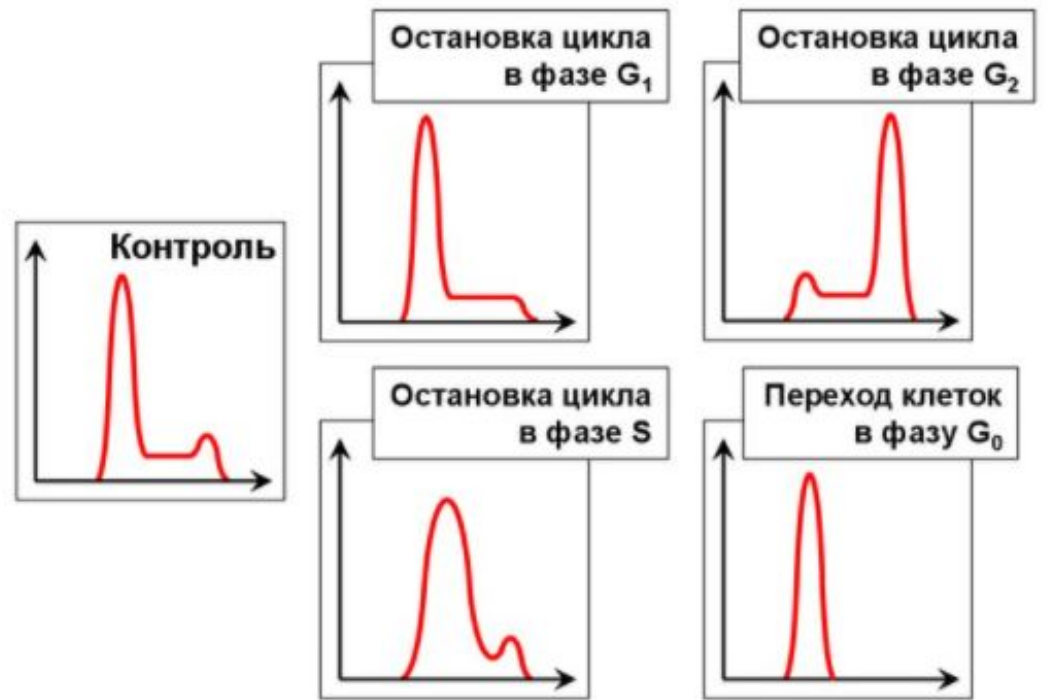 Контроль
Остановка цикла
в фазе G₁
Остановка цикла
в фазе G₂
Остановка цикла
в фазе S
Переход клеток
в фазу G₀